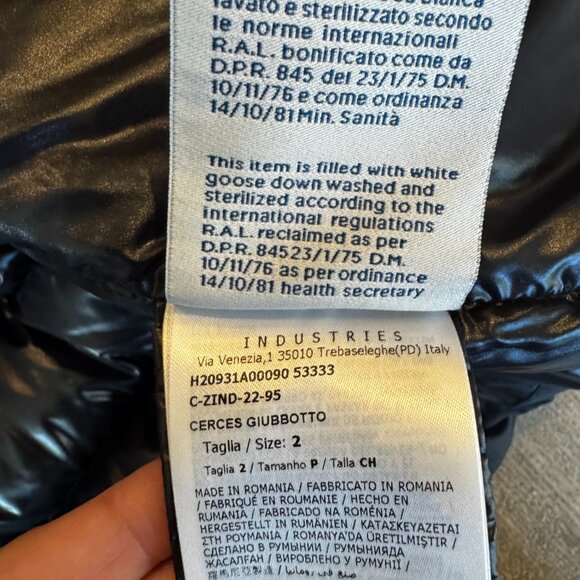 lavato e sterilizzato secondo
le norme internazionali
R.A.L. bonificato come da
D.P.R. 845 del 23/1/75 D.M.
10/11/76 e come ordinanza
14/10/81Min. Sanità
This item is filled with white
goose down washed and
sterilized according to the
international regulations
R.A.L. reclaimed as per
D.P.R. 84523/1/75 D.M.
10/11/76 as per ordinance
14/10/81 health secretary
INDUSTRIES
Via Venezia,1 35010 Trebaseleghe(PD) Italy
H20931A00090 53333
C-ZIND-22-95
CERCES GIUBBOTTO
Taglia / Size: 2
Taglia 2 / Tamanho P / Talla CH
MADE IN ROMANIA / FABBRICATO IN ROMANIA
/ FABRIQUÉ EN ROUMANIE / HECHO EN
RUMANIA / FABRICADO NA ROMÉNIA /
HERGESTELLT IN RUMÄNIEN / ΚΑΤΑΣΚΕΥΑΖΕΤΑΙ
ΣΤΗ ΡΟΥΜΑΝΙΑ / ROMANYA'DA ÜRETİLMİŞTİR /
СДЕЛАНО В РУМЫНИИ / РУМЫНИЯДА
ЖАСАЛҒАН / ВИРОБЛЕНО У РУМУНІЇ /